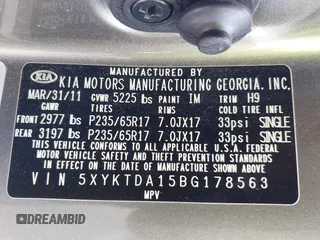 MANUFACTURED BY
KIA KIA MOTORS MANUFACTURING GEORGIA, INC.
MAR/31/11 GVWR 5225 lbs PAINT IM TRIM H9
GAWR TIRES RIMS COLD TIRE INFL
FRONT 2977 lbs P235/65R17 7.0JX17 33psi SINGLE
REAR 3197 lbs P235/65R17 7.0JX17 33psi SINGLE
THIS VEHICLE CONFORMS TO ALL APPLICABLE U.S.A. FEDERAL
MOTOR VEHICLE SAFETY AND THEFT PREVENTION STANDARDS
IN EFFECT ON THE DATE OF MANUFACTURE SHOWN ABOVE.
VIN 5XYKTDA15BG178563
MPV
DREAMBID